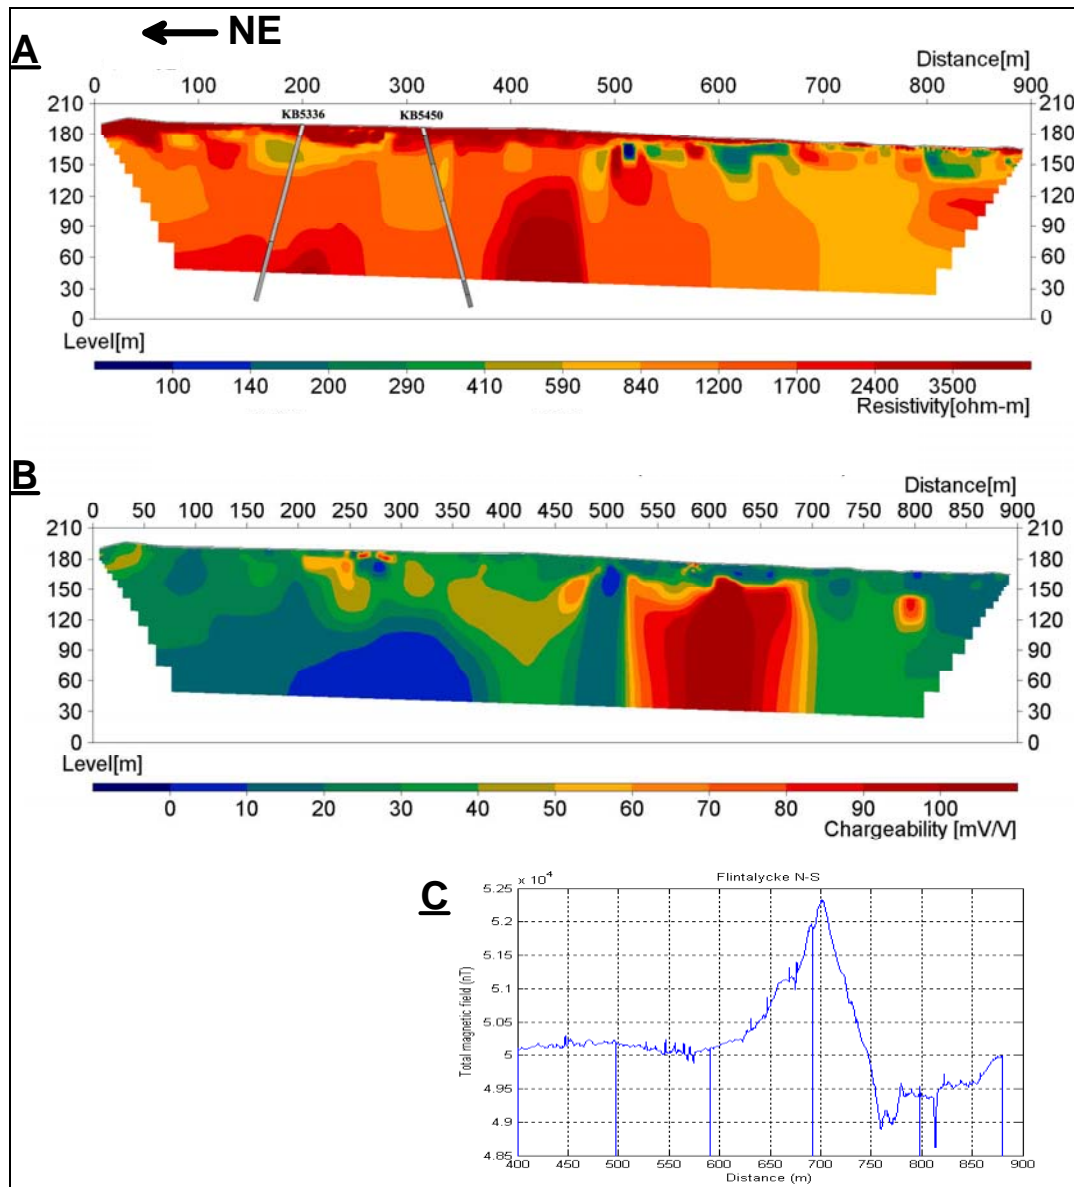 NE
A
Distance[m]
0 100 200 300 400 500 600 700 800 900
210 210
KB5336 KB5450
180 180
150 150
120 120
90 90
60 60
30 30
0 0
Level[m]
100 140 200 290 410 590 840 1200 1700 2400 3500
Resistivity[ohm-m]
B
Distance[m]
0 50 100 150 200 250 300 350 400 450 500 550 600 650 700 750 800 900
210 210
180 180
150 150
120 120
90 90
60 60
30 30
0 0
Level[m]
0 10 20 30 40 50 60 70 80 90 100
Chargeability [mV/V]
C
x 10⁴ Flintalycke N-S
5.25
5.2
5.15
5.1
5.05
5
4.95
4.9
4.85
Total magnetic field (nT)
400 450 500 550 600 650 700 750 800 850 900
Distance (m)